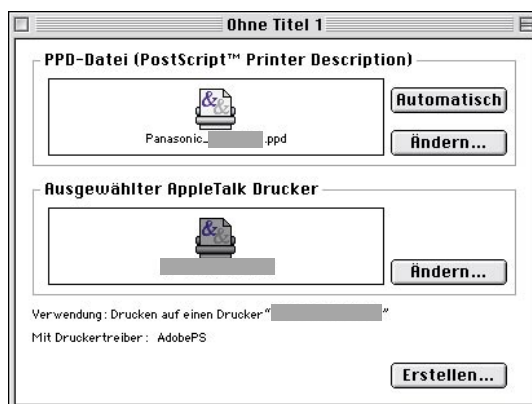 Ohne Titel 1
PPD-Datei (PostScript™ Printer Description)
Panasonic_ .ppd
Automatisch
Ändern...
Ausgewählter AppleTalk Drucker
Ändern...
Verwendung: Drucken auf einen Drucker “ ”
Mit Druckertreiber: AdobePS
Erstellen...